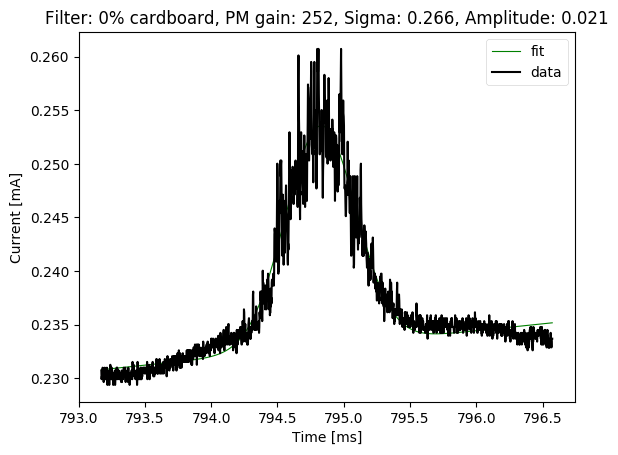 Filter: 0% cardboard, PM gain: 252, Sigma: 0.266, Amplitude: 0.021
fit
data
0.260
0.255
0.250
0.245
0.240
0.235
0.230
Current [mA]
793.0 793.5 794.0 794.5 795.0 795.5 796.0 796.5
Time [ms]